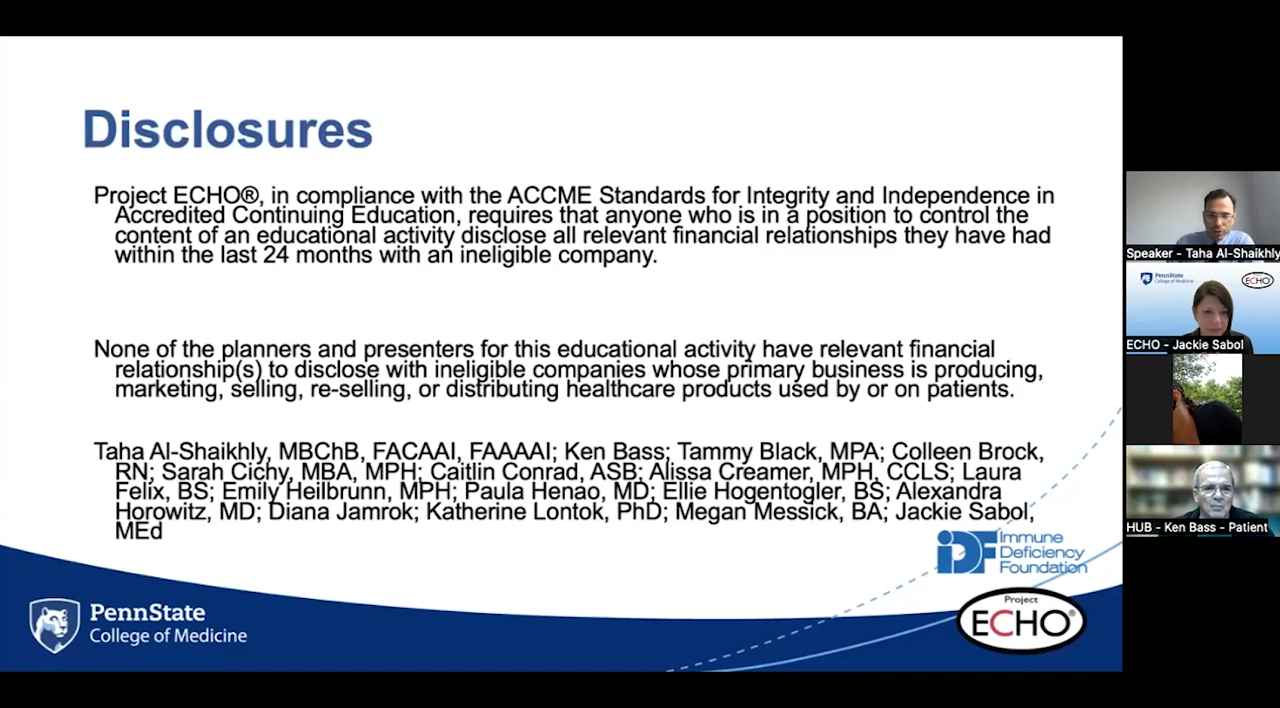 Disclosures
Project ECHO®, in compliance with the ACCME Standards for Integrity and Independence in
Accredited Continuing Education, requires that anyone who is in a position to control the
content of an educational activity disclose all relevant financial relationships they have had
within the last 24 months with an ineligible company.
None of the planners and presenters for this educational activity have relevant financial
relationship(s) to disclose with ineligible companies whose primary business is producing,
marketing, selling, re-selling, or distributing healthcare products used by or on patients.
Taha Al-Shaikhly, MBChB, FACAAI, FAAAAI; Ken Bass; Tammy Black, MPA; Colleen Brock,
RN; Sarah Cichy, MBA, MPH; Caitlin Conrad, ASB; Alissa Creamer, MPH, CCLS; Laura
Felix, BS; Emily Heilbrunn, MPH; Paula Henao, MD; Ellie Hogentogler, BS; Alexandra
Horowitz, MD; Diana Jamrok; Katherine Lontok, PhD; Megan Messick, BA; Jackie Sabol,
MEd
IDF Immune
Deficiency
Foundation
PennState
College of Medicine
Project
ECHO®
Speaker - Taha Al-Shaikhly
PennState
College of Medicine
ECHO
ECHO - Jackie Sabol
HUB - Ken Bass - Patient